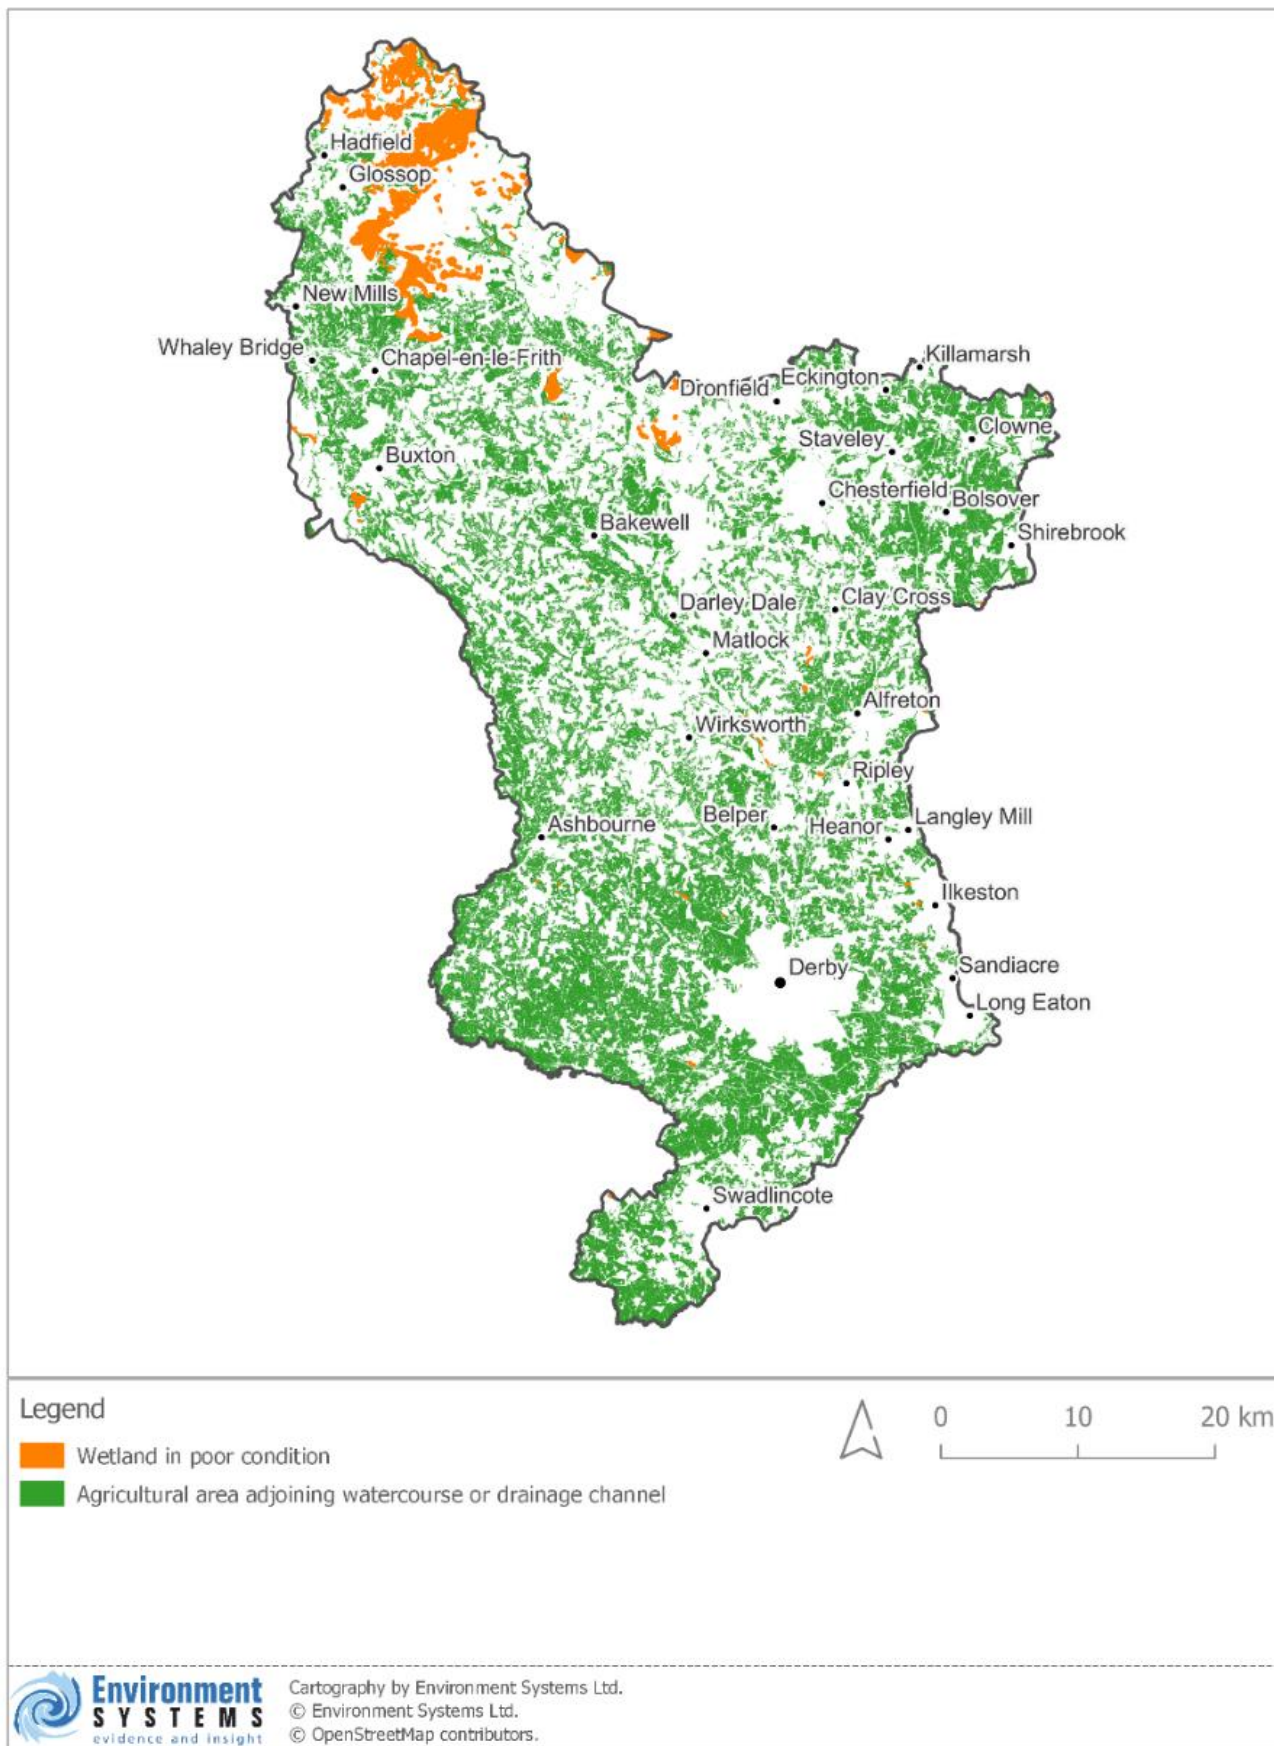 Hadfield
Glossop
New Mills
Whaley Bridge
Chapel-en-le-Frith
Killamarsh
Eckington
Dronfield
Clowne
Staveley
Buxton
Chesterfield
Bolsover
Bakewell
Shirebrook
Darley Dale
Clay Cross
Matlock
Alfreton
Wirksworth
Ripley
Belper
Langley Mill
Ashbourne
Heanor
Ilkeston
Derby
Sandiacre
Long Eaton
Swadlincote
Legend
0 10 20 km
Wetland in poor condition
Agricultural area adjoining watercourse or drainage channel
Environment
SYSTEMS
evidence and insight
Cartography by Environment Systems Ltd.
© Environment Systems Ltd.
© OpenStreetMap contributors.